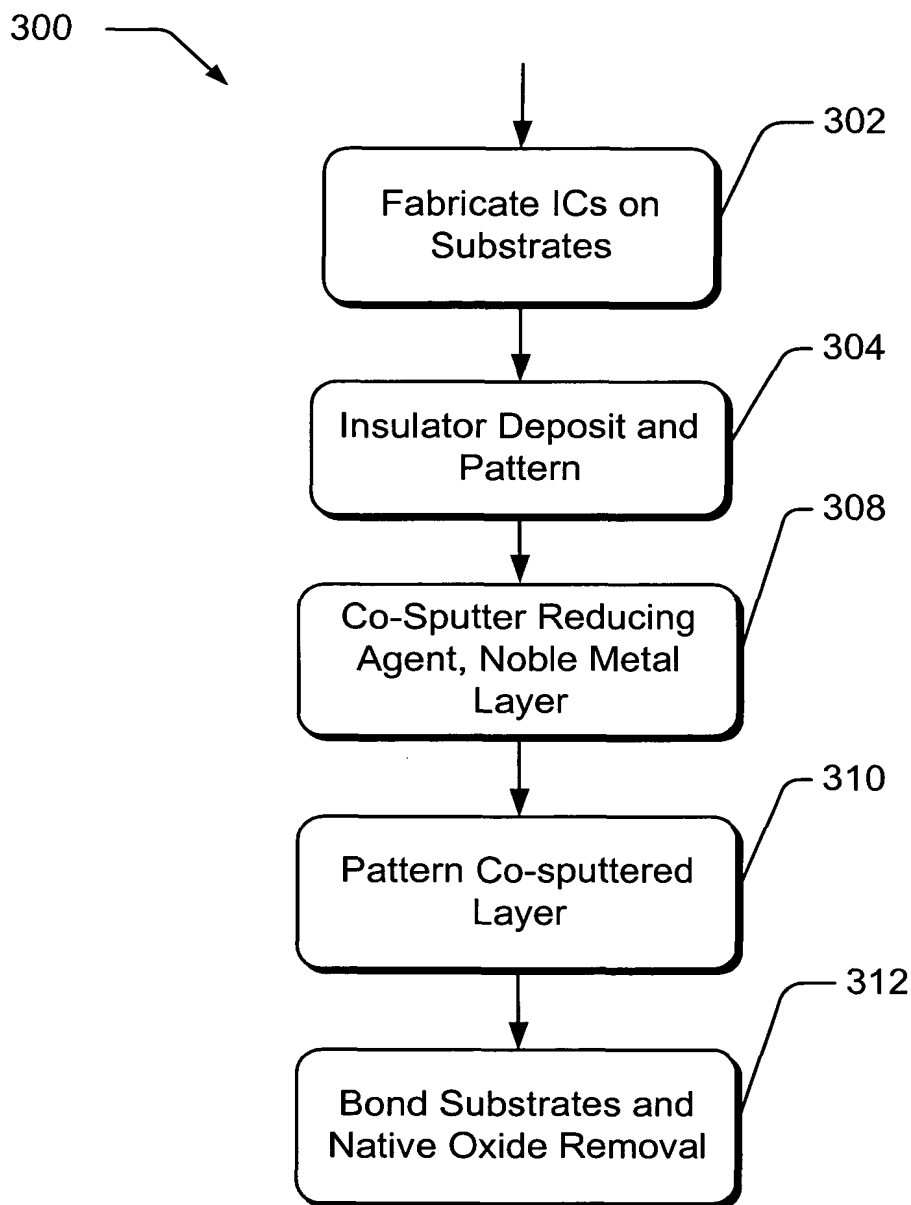 300
302
Fabricate ICs on
Substrates
304
Insulator Deposit and
Pattern
308
Co-Sputter Reducing
Agent, Noble Metal
Layer
310
Pattern Co-sputtered
Layer
312
Bond Substrates and
Native Oxide Removal